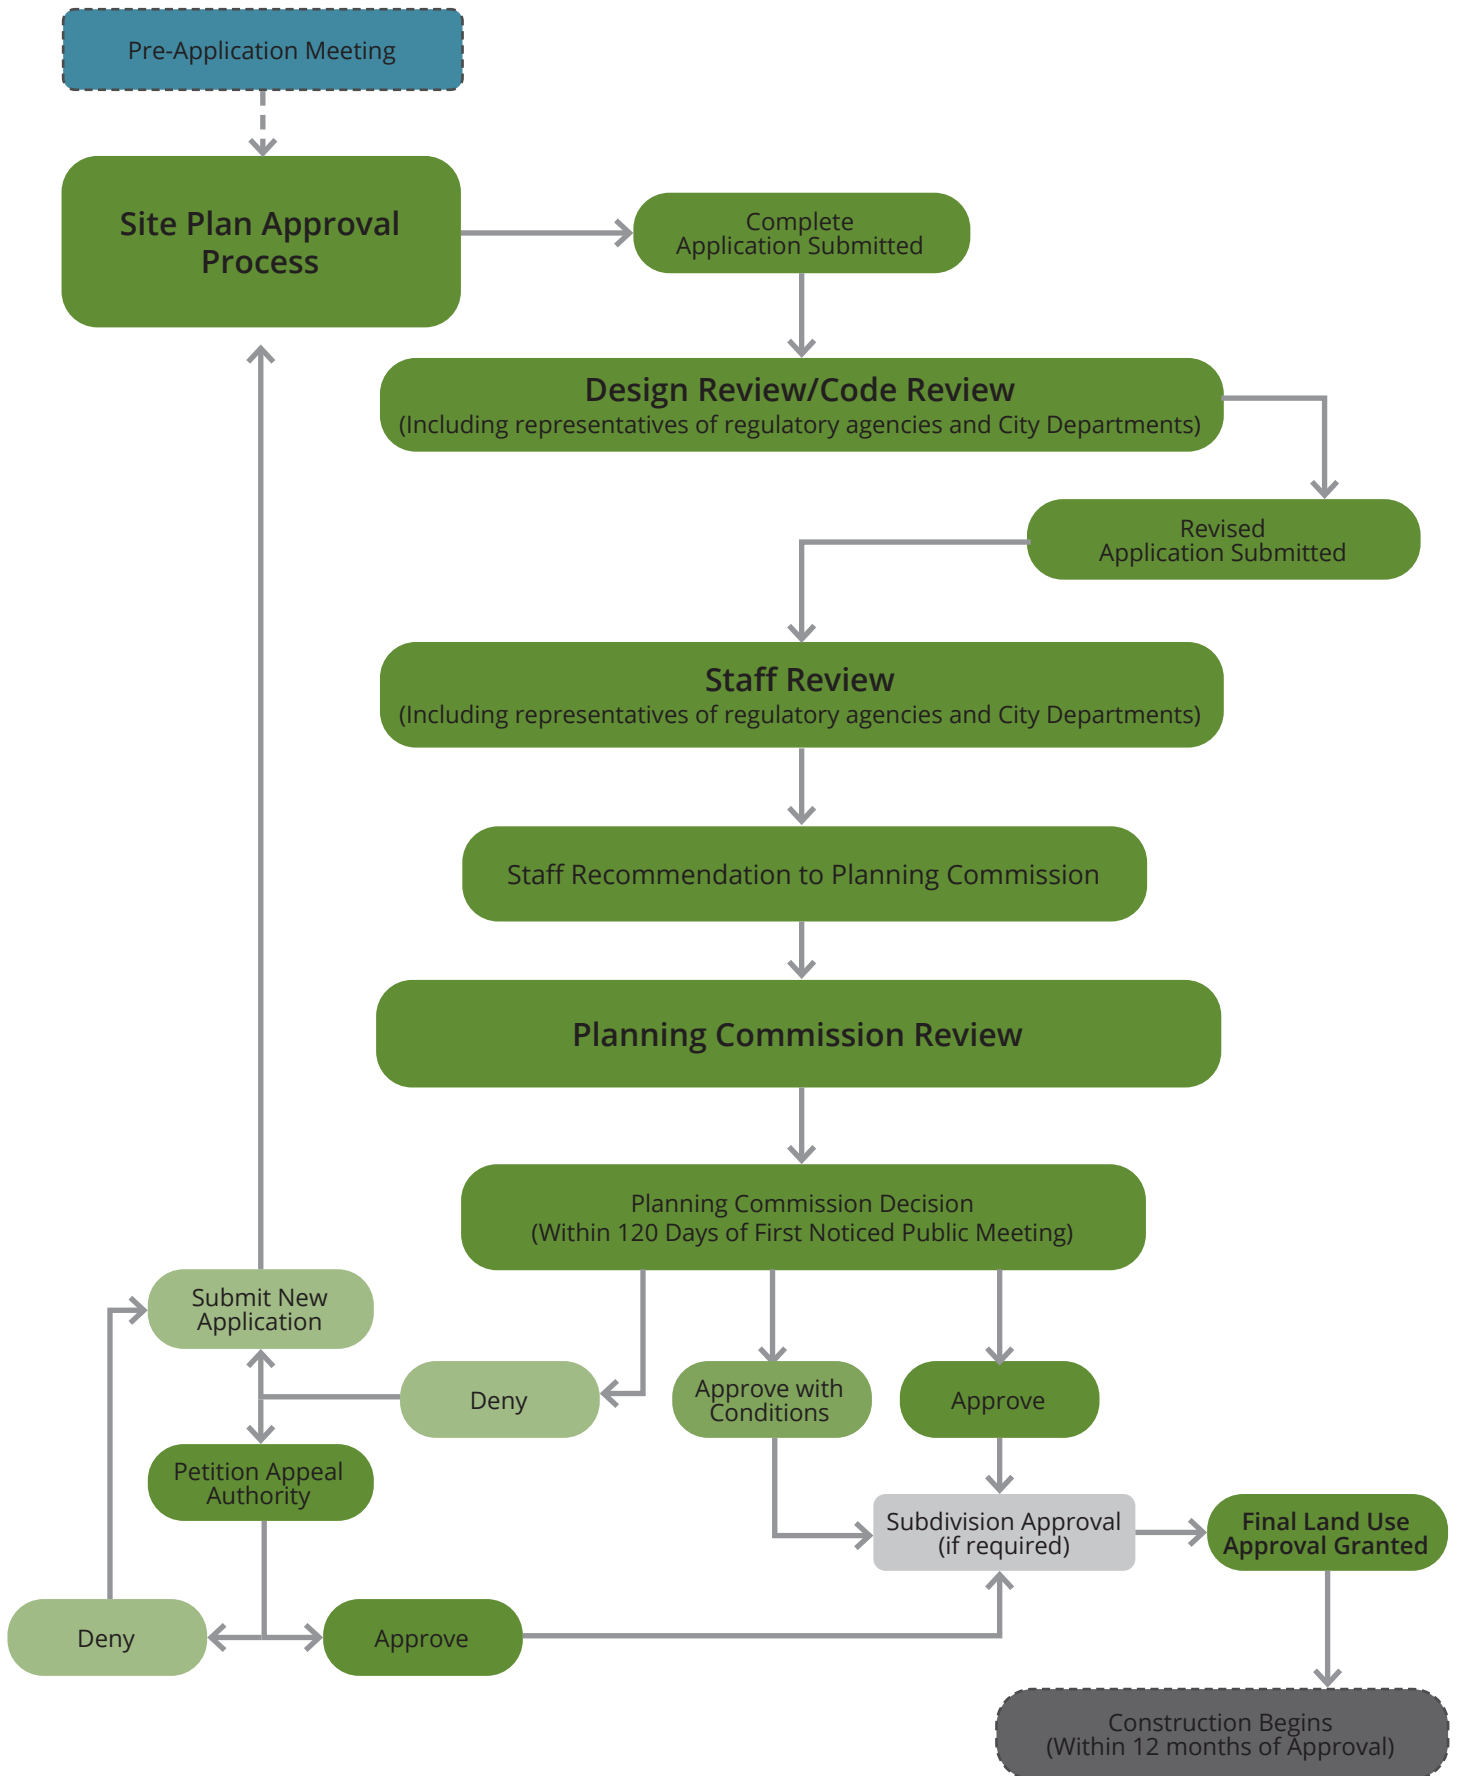 Pre-Application Meeting
Site Plan Approval
Process
Complete
Application Submitted
Design Review/Code Review
(Including representatives of regulatory agencies and City Departments)
Revised
Application Submitted
Staff Review
(Including representatives of regulatory agencies and City Departments)
Staff Recommendation to Planning Commission
Planning Commission Review
Planning Commission Decision
(Within 120 Days of First Noticed Public Meeting)
Submit New
Application
Deny
Approve with
Conditions
Approve
Petition Appeal
Authority
Subdivision Approval
(if required)
Final Land Use
Approval Granted
Deny
Approve
Construction Begins
(Within 12 months of Approval)